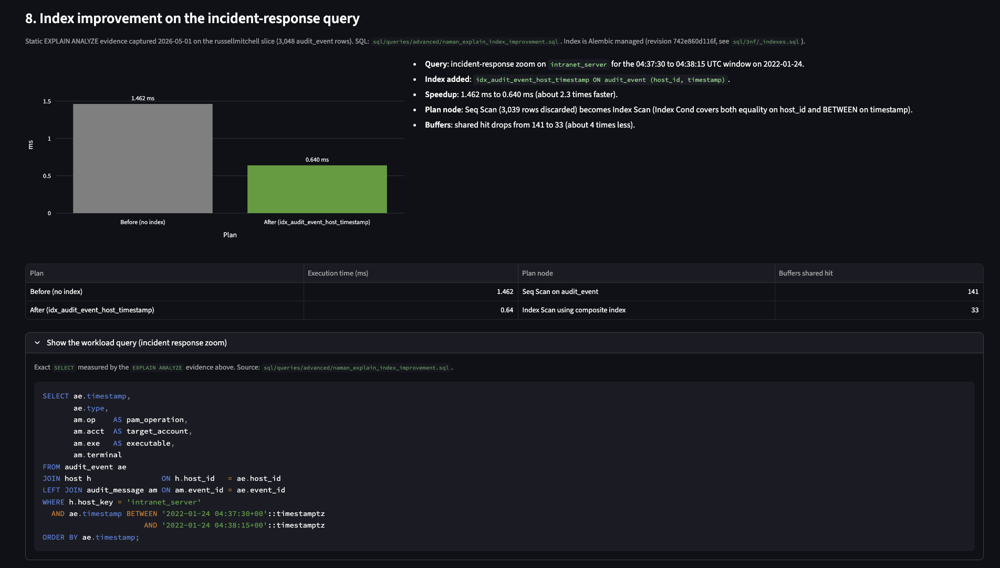 8. Index improvement on the incident-response query
Static EXPLAIN ANALYZE evidence captured 2026-05-01 on the russellmitchell slice (3,048 audit_event rows). SQL: sql/queries/advanced/naman_explain_index_improvement.sql. Index is Alembic managed (revision 742e860d116f, see sql/3nf/_indexes.sql).
1.5
1
0.5
0
ms
1.462 ms
0.640 ms
Before (no index)
After (idx_audit_event_host_timestamp)
Plan
• Query: incident-response zoom on intranet_server for the 04:37:30 to 04:38:15 UTC window on 2022-01-24.
• Index added: idx_audit_event_host_timestamp ON audit_event (host_id, timestamp).
• Speedup: 1.462 ms to 0.640 ms (about 2.3 times faster).
• Plan node: Seq Scan (3,039 rows discarded) becomes Index Scan (Index Cond covers both equality on host_id and BETWEEN on timestamp).
• Buffers: shared hit drops from 141 to 33 (about 4 times less).
Plan Execution time (ms) Plan node Buffers shared hit
Before (no index) 1.462 Seq Scan on audit_event 141
After (idx_audit_event_host_timestamp) 0.64 Index Scan using composite index 33
Show the workload query (incident response zoom)
Exact SELECT measured by the EXPLAIN ANALYZE evidence above. Source: sql/queries/advanced/naman_explain_index_improvement.sql.
SELECT ae.timestamp,
       ae.type,
       am.op    AS pam_operation,
       am.acct  AS target_account,
       am.exe   AS executable,
       am.terminal
FROM audit_event ae
JOIN host h                ON h.host_id   = ae.host_id
LEFT JOIN audit_message am ON am.event_id = ae.event_id
WHERE h.host_key = 'intranet_server'
  AND ae.timestamp BETWEEN '2022-01-24 04:37:30+00'::timestamptz
                       AND '2022-01-24 04:38:15+00'::timestamptz
ORDER BY ae.timestamp;